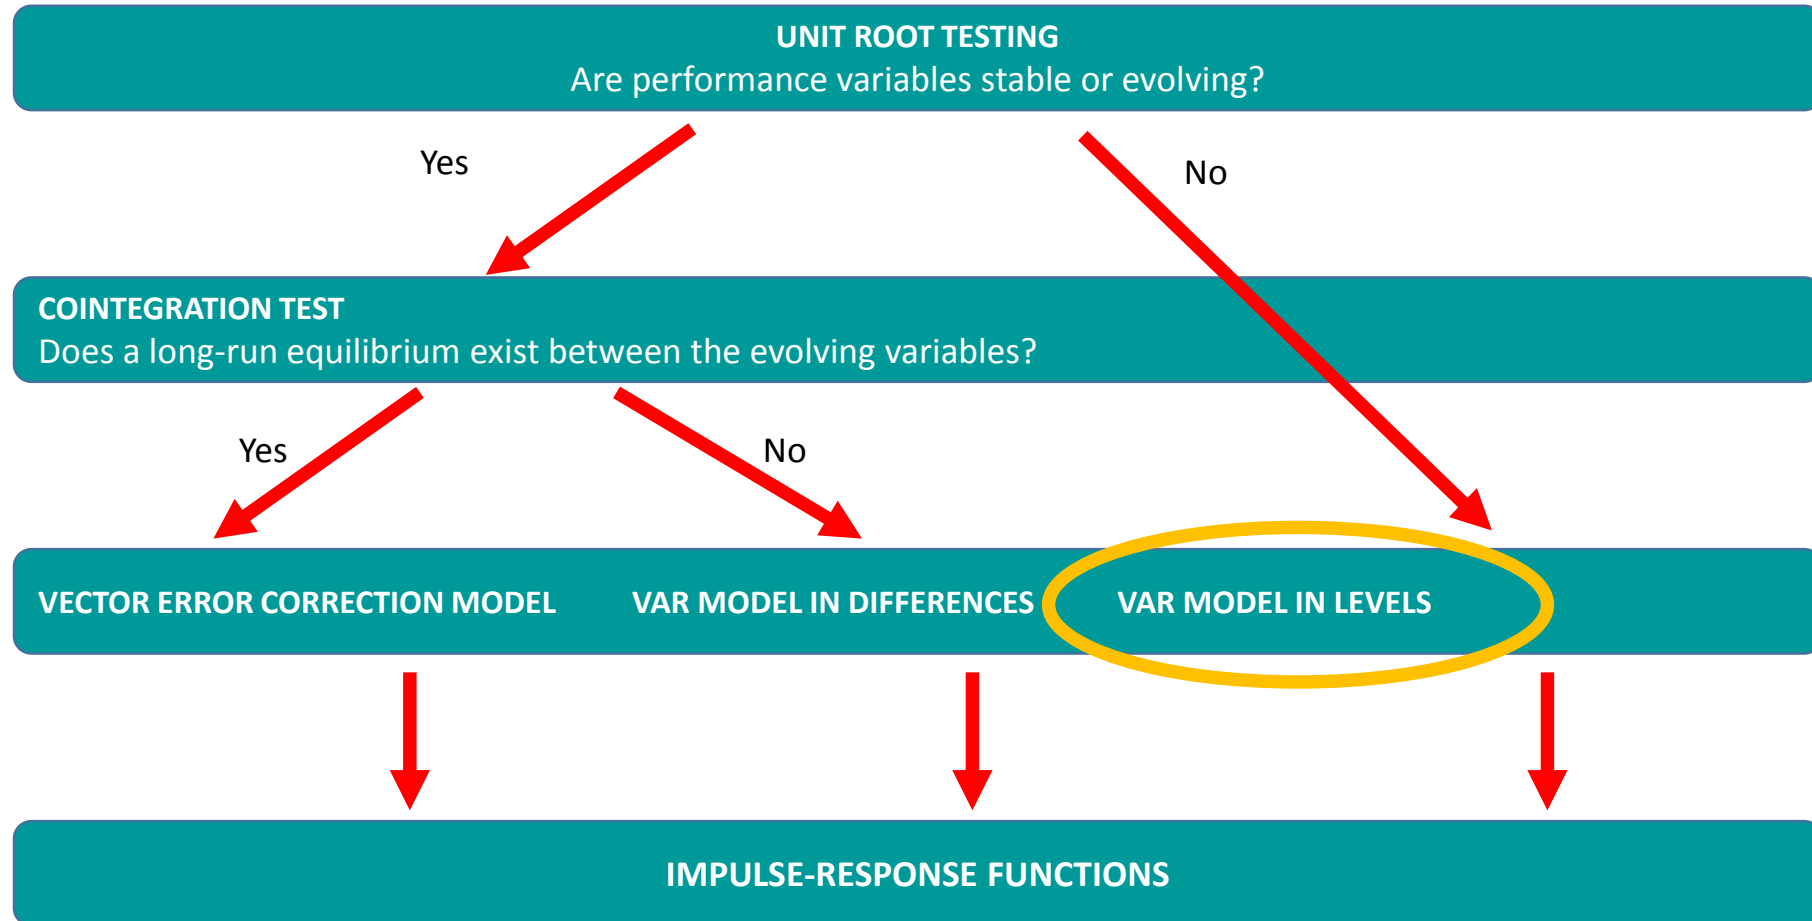 UNIT ROOT TESTING
Are performance variables stable or evolving?
Yes
No
COINTEGRATION TEST
Does a long-run equilibrium exist between the evolving variables?
Yes
No
VECTOR ERROR CORRECTION MODEL
VAR MODEL IN DIFFERENCES
VAR MODEL IN LEVELS
IMPULSE-RESPONSE FUNCTIONS